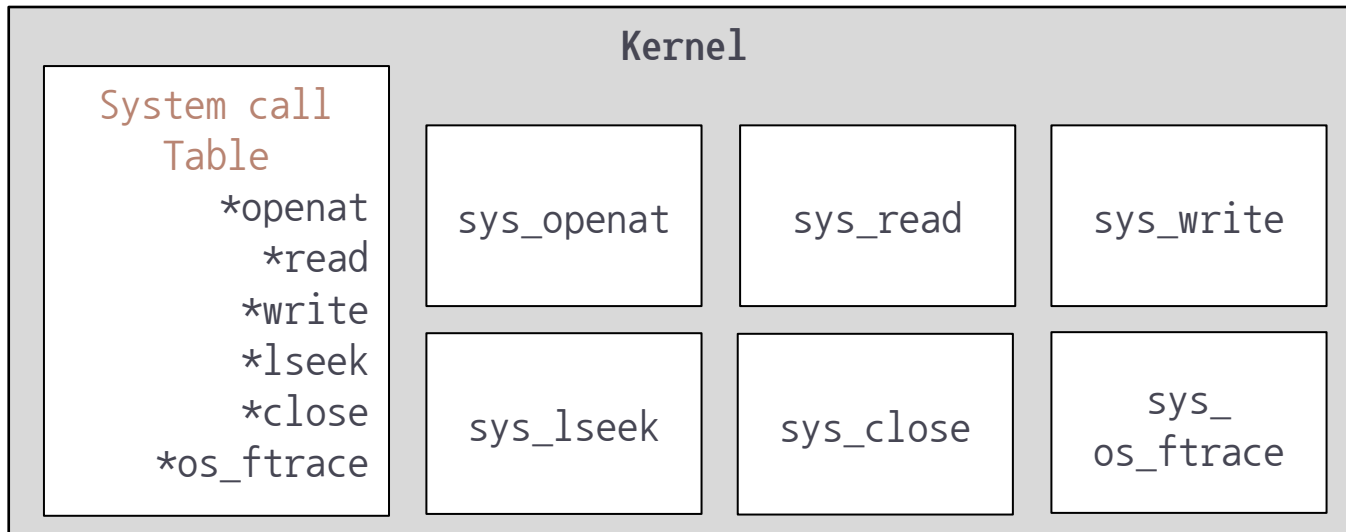 Kernel
System call
Table
*openat
*read
*write
*lseek
*close
*os_ftrace
sys_openat
sys_read
sys_write
sys_lseek
sys_close
sys_
os_ftrace